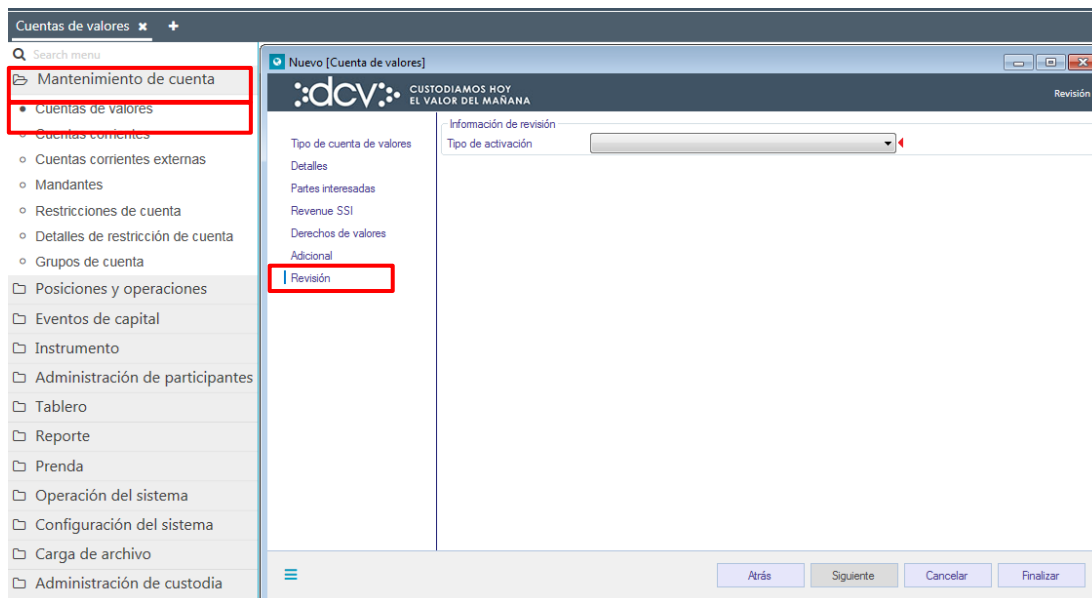 Cuentas de valores
Search menu
Mantenimiento de cuenta
Cuentas de valores
Cuentas corrientes
Cuentas corrientes externas
Mandantes
Restricciones de cuenta
Detalles de restricción de cuenta
Grupos de cuenta
Posiciones y operaciones
Eventos de capital
Instrumento
Administración de participantes
Tablero
Reporte
Prenda
Operación del sistema
Configuración del sistema
Carga de archivo
Administración de custodia
Nuevo [Cuenta de valores]
dcv
CUSTODIAMOS HOY
EL VALOR DEL MAÑANA
Revisión
Tipo de cuenta de valores
Detalles
Partes interesadas
Revenue SSI
Derechos de valores
Adicional
Revisión
Información de revisión
Tipo de activación
Atrás
Siguiente
Cancelar
Finalizar